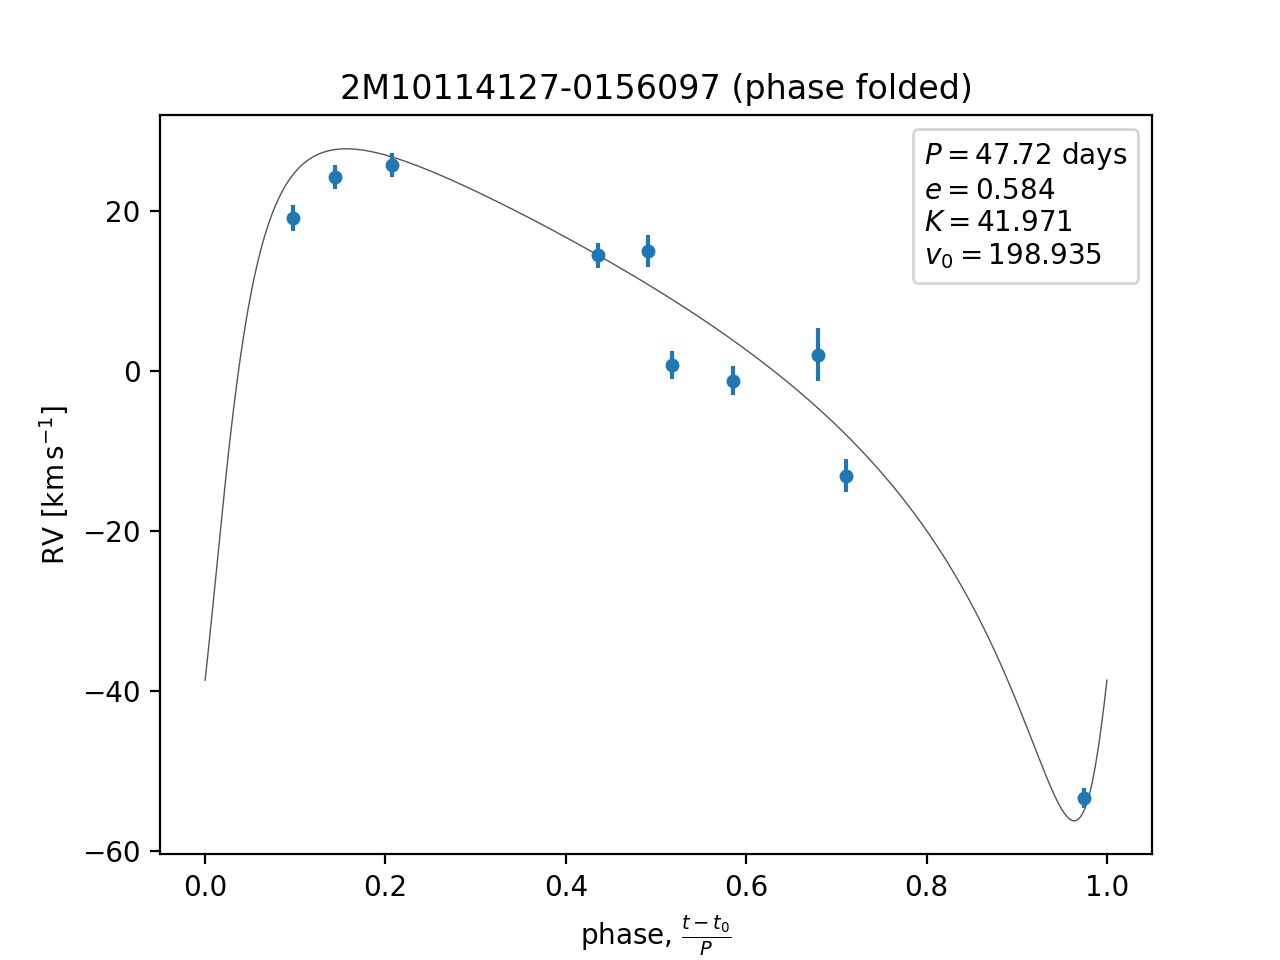 2M10114127-0156097 (phase folded)
P = 47.72 days
e = 0.584
K = 41.971
v₀ = 198.935
RV [km s⁻¹]
20
0
−20
−40
−60
0.0 0.2 0.4 0.6 0.8 1.0
phase, (t − t₀)/P